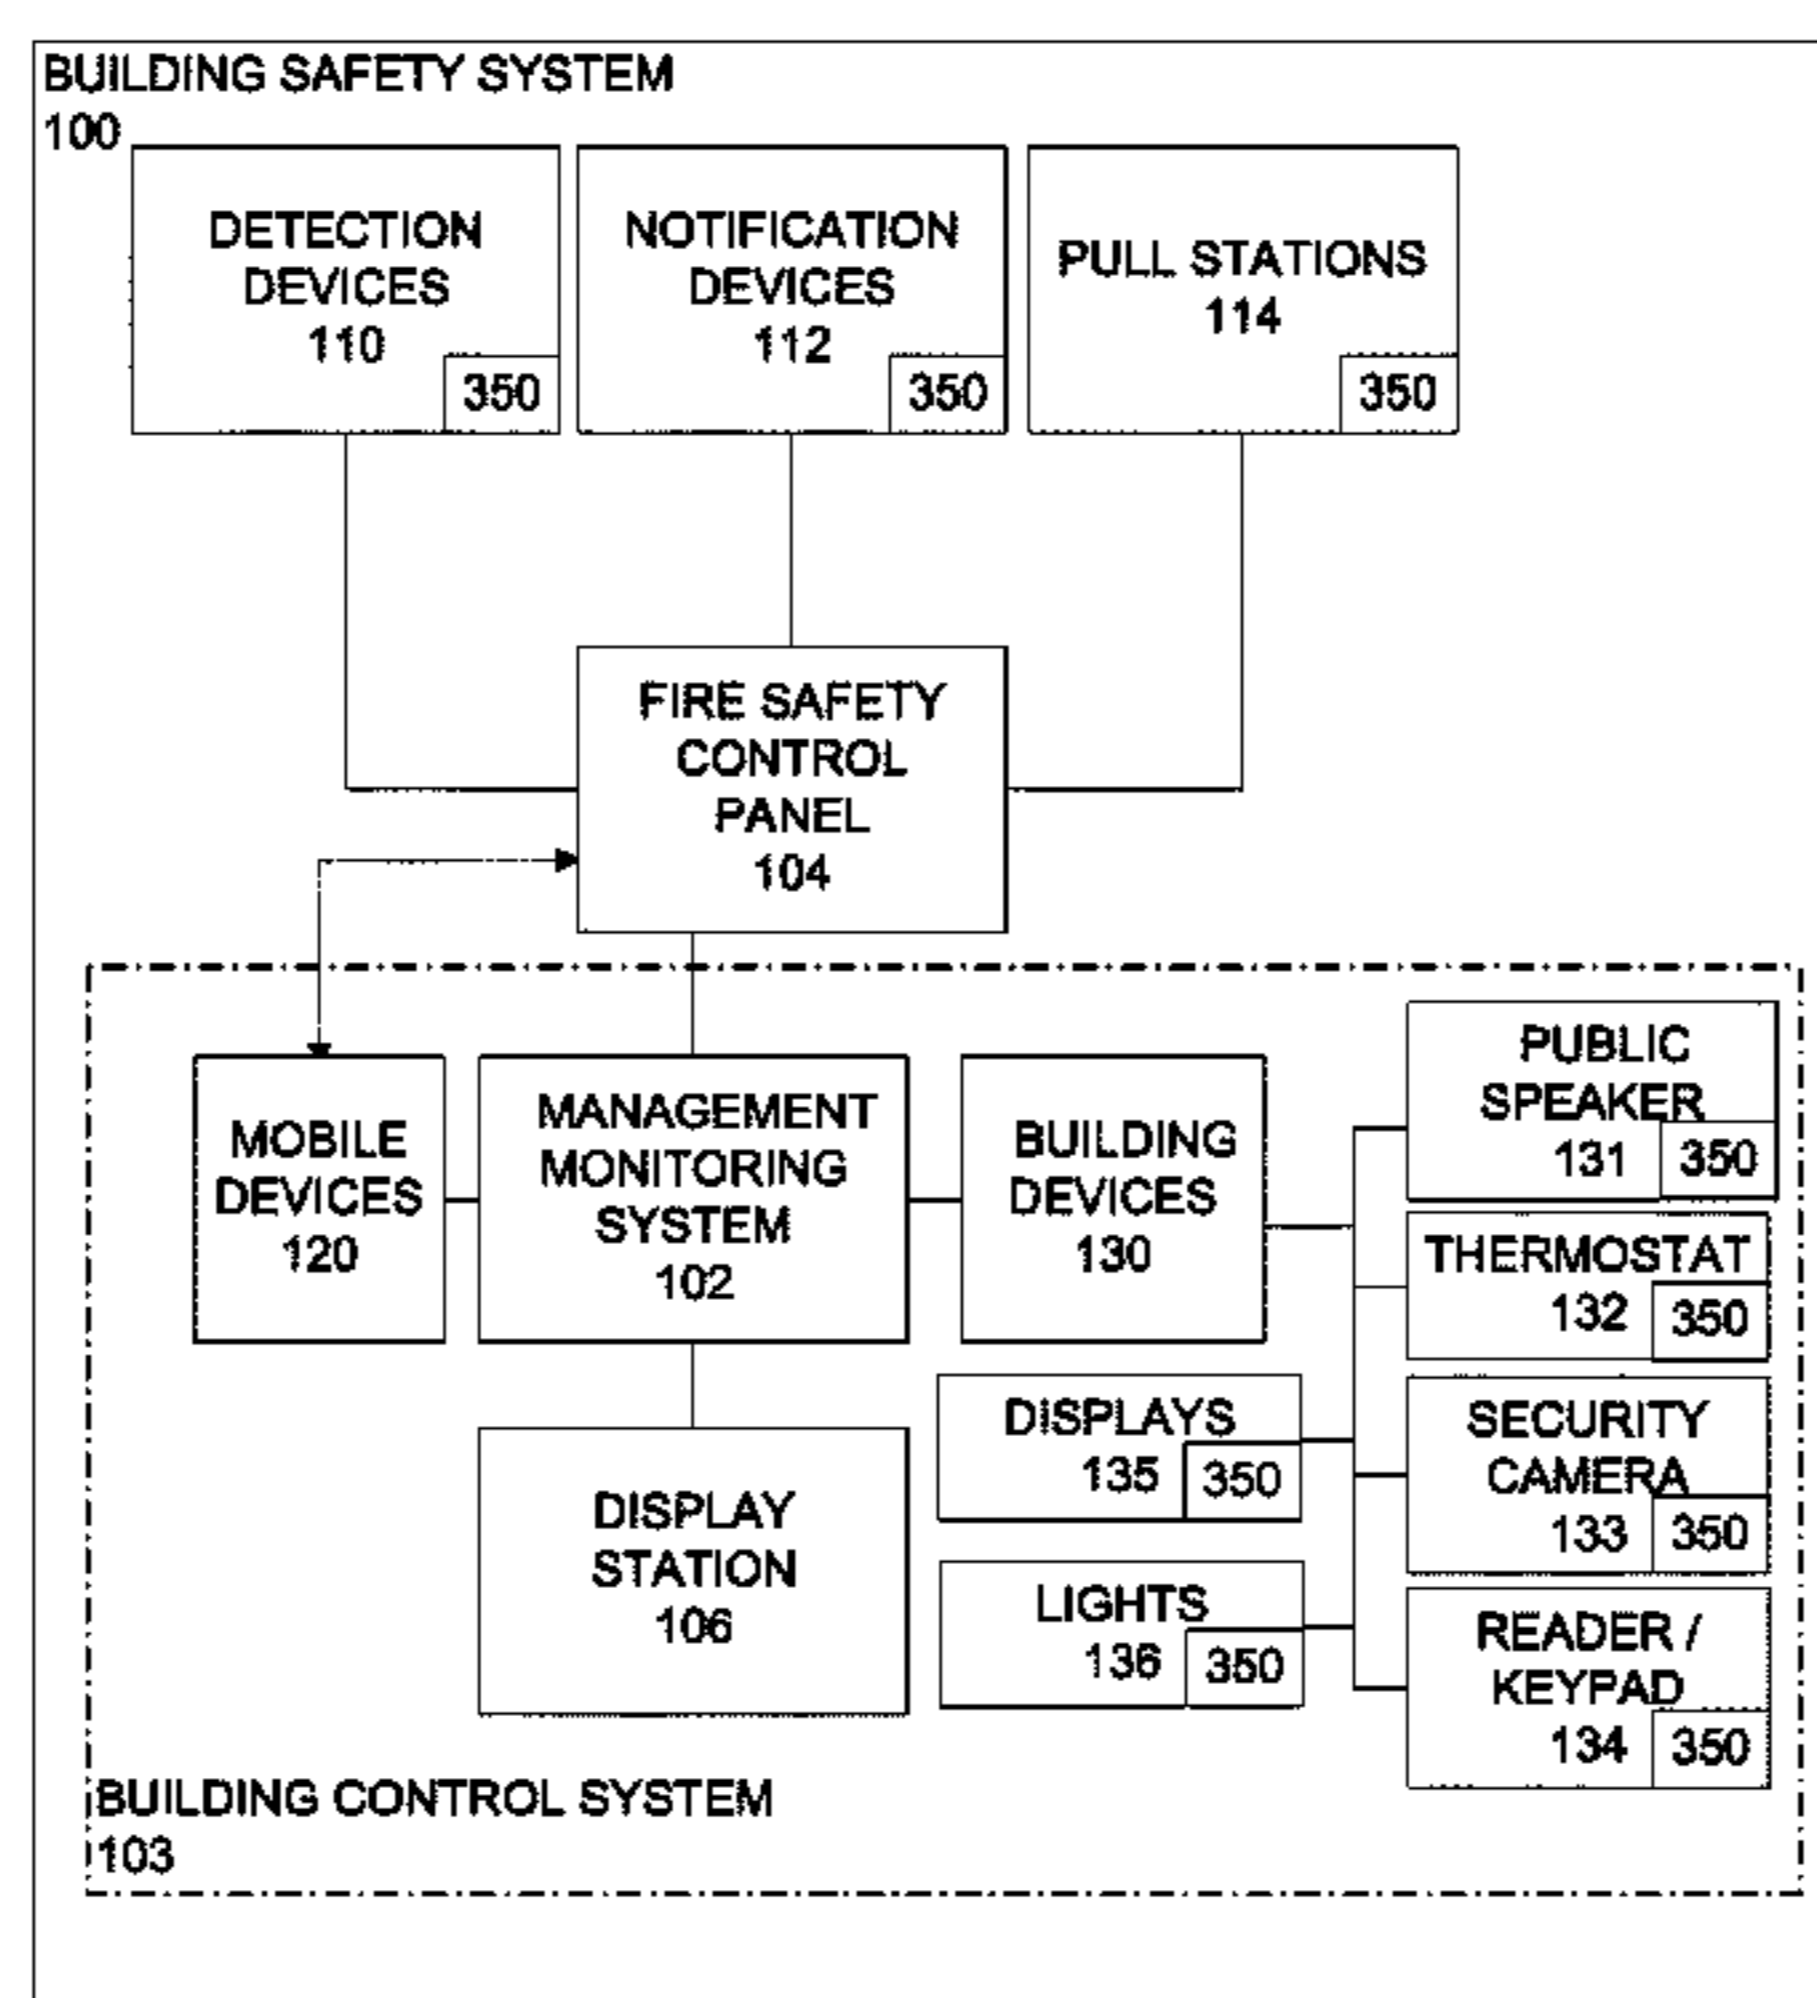 BUILDING SAFETY SYSTEM
100
DETECTION
DEVICES
110
350
NOTIFICATION
DEVICES
112
350
PULL STATIONS
114
350
FIRE SAFETY
CONTROL
PANEL
104
MOBILE
DEVICES
120
MANAGEMENT
MONITORING
SYSTEM
102
BUILDING
DEVICES
130
PUBLIC
SPEAKER
131
350
THERMOSTAT
132
350
SECURITY
CAMERA
133
350
READER /
KEYPAD
134
350
DISPLAYS
135
350
LIGHTS
136
350
DISPLAY
STATION
106
BUILDING CONTROL SYSTEM
103